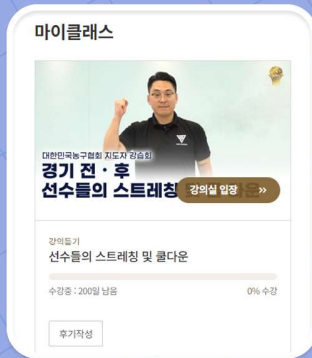 마이클래스
대한민국농구협회 지도자 강습회
경기 전 · 후
선수들의 스트레칭
강의실 입장 »
강의듣기
선수들의 스트레칭 및 쿨다운
수강중 : 200일 남음
0% 수강
후기작성